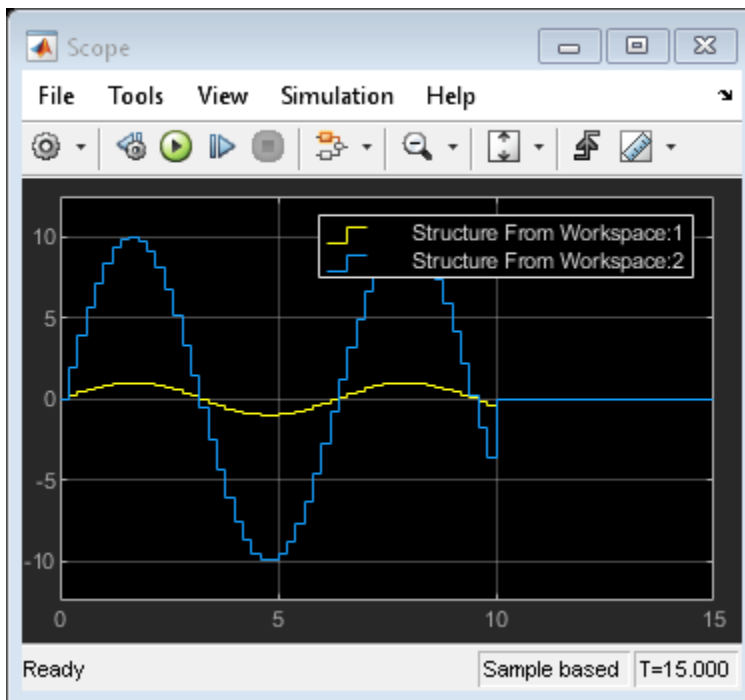 Scope
File Tools View Simulation Help
Structure From Workspace:1
Structure From Workspace:2
10
5
0
-5
-10
0 5 10 15
Ready Sample based T=15.000